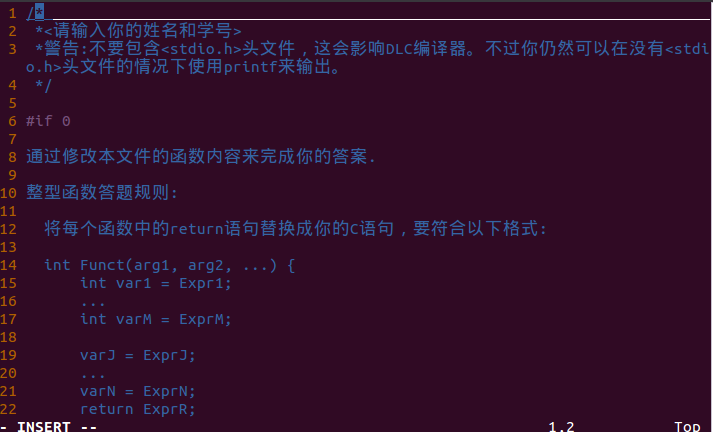 1 /*
2  *<请输入你的姓名和学号>
3  *警告:不要包含<stdio.h>头文件，这会影响DLC编译器。不过你仍然可以在没有<stdi
o.h>头文件的情况下使用printf来输出。
4  */
5
6 #if 0
7
8 通过修改本文件的函数内容来完成你的答案.
9
10 整型函数答题规则:
11
12   将每个函数中的return语句替换成你的C语句，要符合以下格式:
13
14   int Funct(arg1, arg2, ...) {
15       int var1 = Expr1;
16       ...
17       int varM = ExprM;
18
19       varJ = ExprJ;
20       ...
21       varN = ExprN;
22       return ExprR;
- INSERT -- 1,2 Top